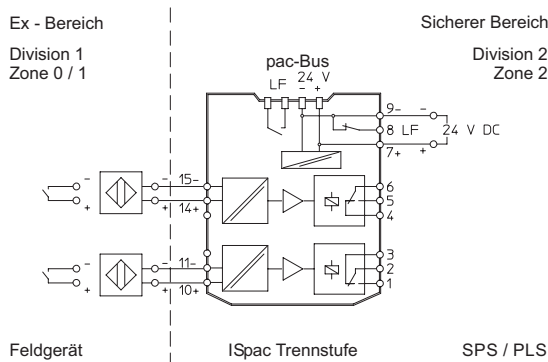 Ex - Bereich
Sicherer Bereich
Division 1
Zone 0 / 1
Division 2
Zone 2
pac-Bus
LF 24 V
- +
9- -
8 LF 24 V DC
7+ +
- - 15-
+ + 14+
6
5
4
- - 11-
+ + 10+
3
2
1
Feldgerät
ISpac Trennstufe
SPS / PLS